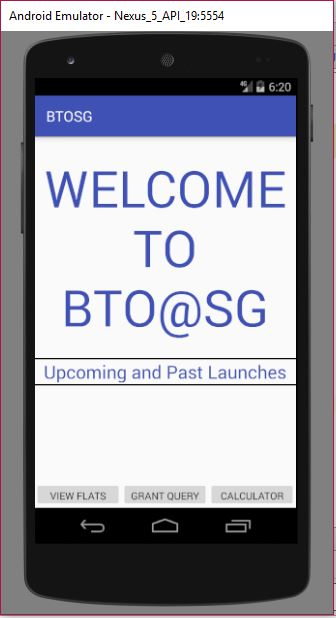 Android Emulator - Nexus_5_API_19:5554
4G 6:20
BTOSG
WELCOME
TO
BTO@SG
Upcoming and Past Launches
VIEW FLATS GRANT QUERY CALCULATOR